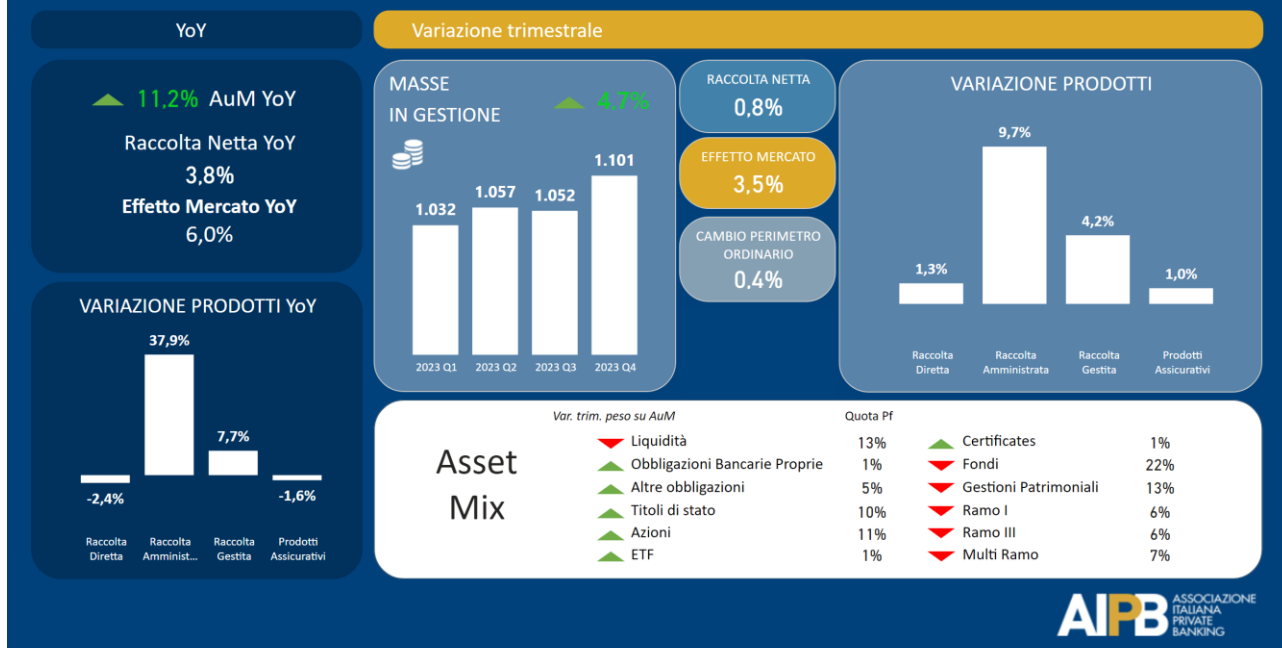 YoY
Variazione trimestrale
11,2% AuM YoY
Raccolta Netta YoY
3,8%
Effetto Mercato YoY
6,0%
VARIAZIONE PRODOTTI YoY
37,9%
7,7%
-2,4%
-1,6%
Raccolta Diretta
Raccolta Amminist...
Raccolta Gestita
Prodotti Assicurativi
MASSE
IN GESTIONE
4.7%
1.032
1.057
1.052
1.101
2023 Q1
2023 Q2
2023 Q3
2023 Q4
RACCOLTA NETTA
0,8%
EFFETTO MERCATO
3,5%
CAMBIO PERIMETRO
ORDINARIO
0,4%
VARIAZIONE PRODOTTI
1,3%
9,7%
4,2%
1,0%
Raccolta Diretta
Raccolta Amministrata
Raccolta Gestita
Prodotti Assicurativi
Asset
Mix
Var. trim. peso su AuM
Quota Pf
Liquidità 13%
Obbligazioni Bancarie Proprie 1%
Altre obbligazioni 5%
Titoli di stato 10%
Azioni 11%
ETF 1%
Certificates 1%
Fondi 22%
Gestioni Patrimoniali 13%
Ramo I 6%
Ramo III 6%
Multi Ramo 7%
AIPB
ASSOCIAZIONE
ITALIANA
PRIVATE
BANKING